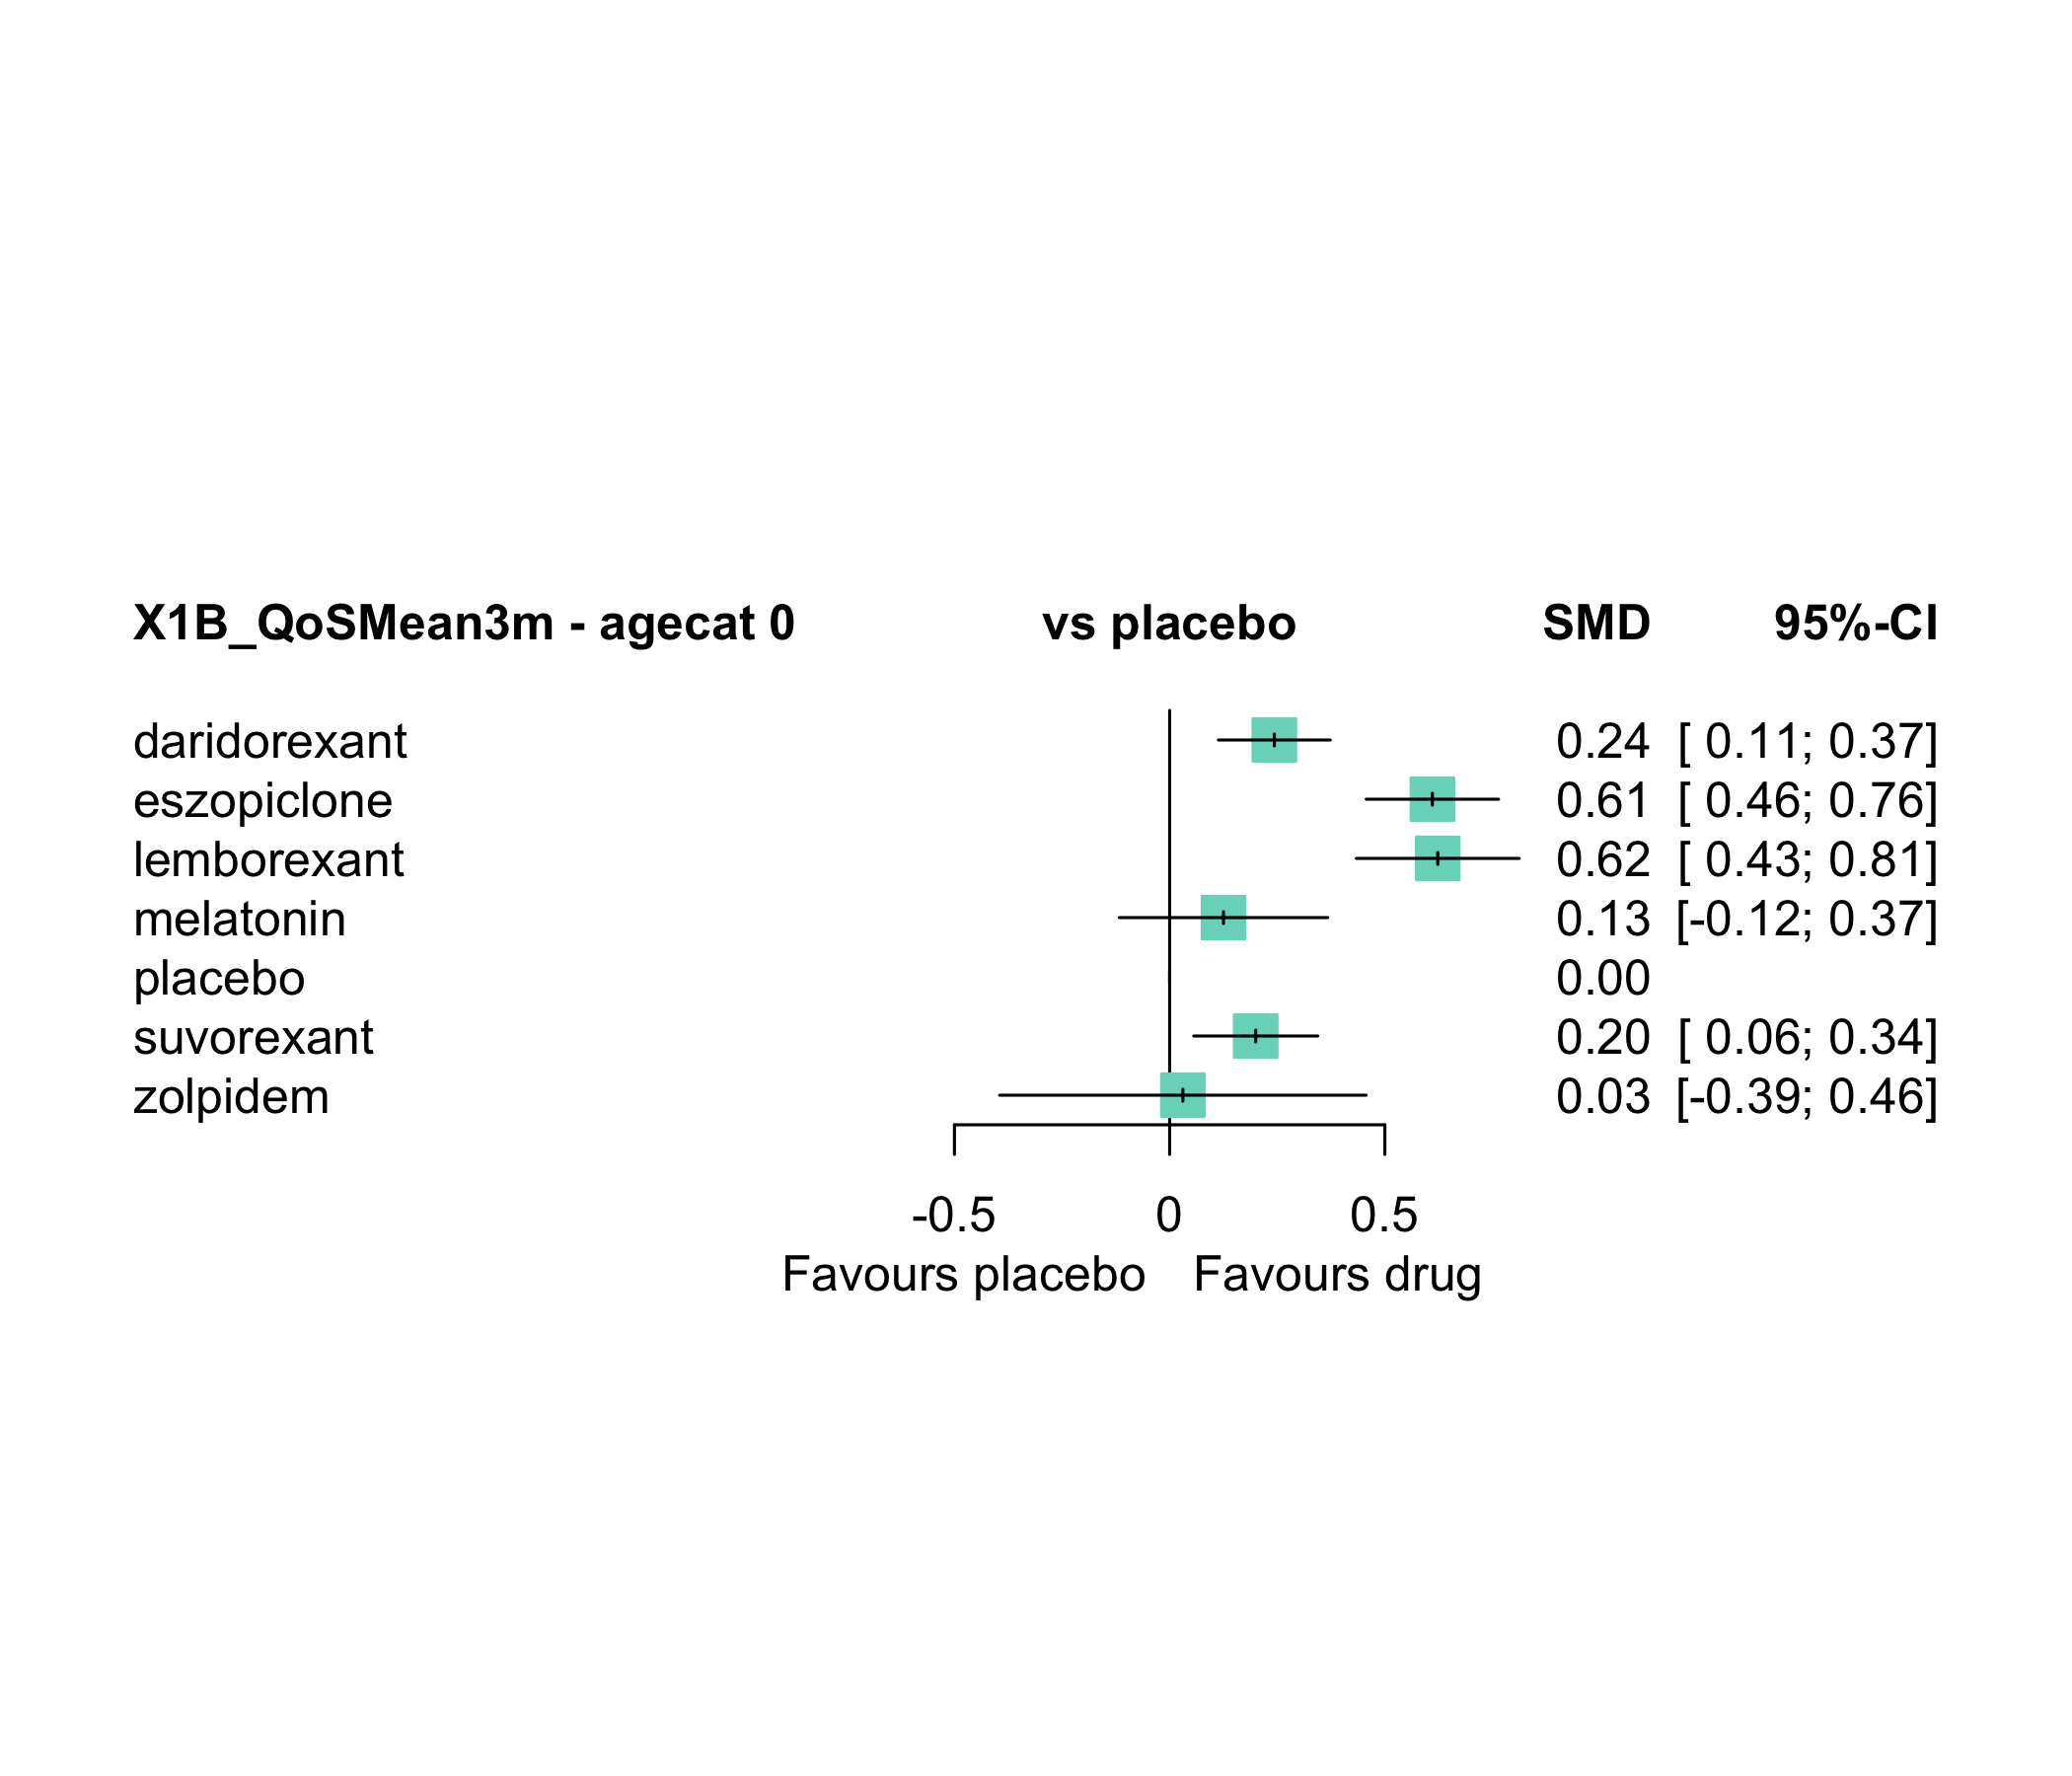 X1B_QoSMean3m - agecat 0 vs placebo SMD 95%-CI
daridorexant 0.24 [ 0.11; 0.37]
eszopiclone 0.61 [ 0.46; 0.76]
lemborexant 0.62 [ 0.43; 0.81]
melatonin 0.13 [-0.12; 0.37]
placebo 0.00
suvorexant 0.20 [ 0.06; 0.34]
zolpidem 0.03 [-0.39; 0.46]
-0.5 0 0.5
Favours placebo Favours drug